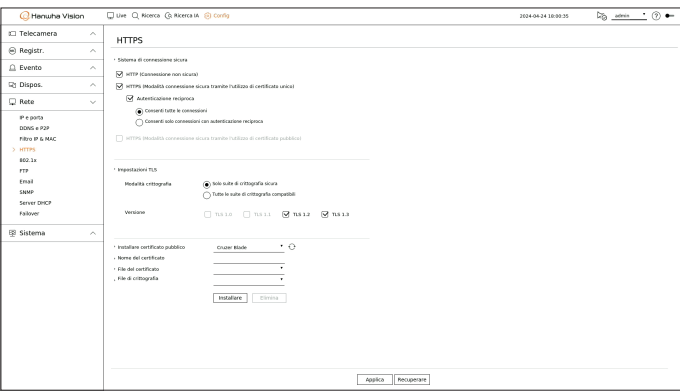 Hanwha Vision
Live Ricerca Ricerca IA Config
2024-04-24 18:00:35 admin ?
Telecamera
Registr.
Evento
Dispos.
Rete
IP e porta
DDNS e P2P
Filtro IP & MAC
HTTPS
802.1x
FTP
Email
SNMP
Server DHCP
Failover
Sistema
HTTPS
Sistema di connessione sicura
HTTP (Connessione non sicura)
HTTPS (Modalità connessione sicura tramite l'utilizzo di certificato unico)
Autenticazione reciproca
Consenti tutte le connessioni
Consenti solo connessioni con autenticazione reciproca
HTTPS (Modalità connessione sicura tramite l'utilizzo di certificato pubblico)
Impostazioni TLS
Modalità crittografia
Solo suite di crittografia sicura
Tutte le suite di crittografia compatibili
Versione
TLS 1.0 TLS 1.1 TLS 1.2 TLS 1.3
Installare certificato pubblico Cruzer Blade
Nome del certificato
File del certificato
File di crittografia
Installare Elimina
Applica Recuperare